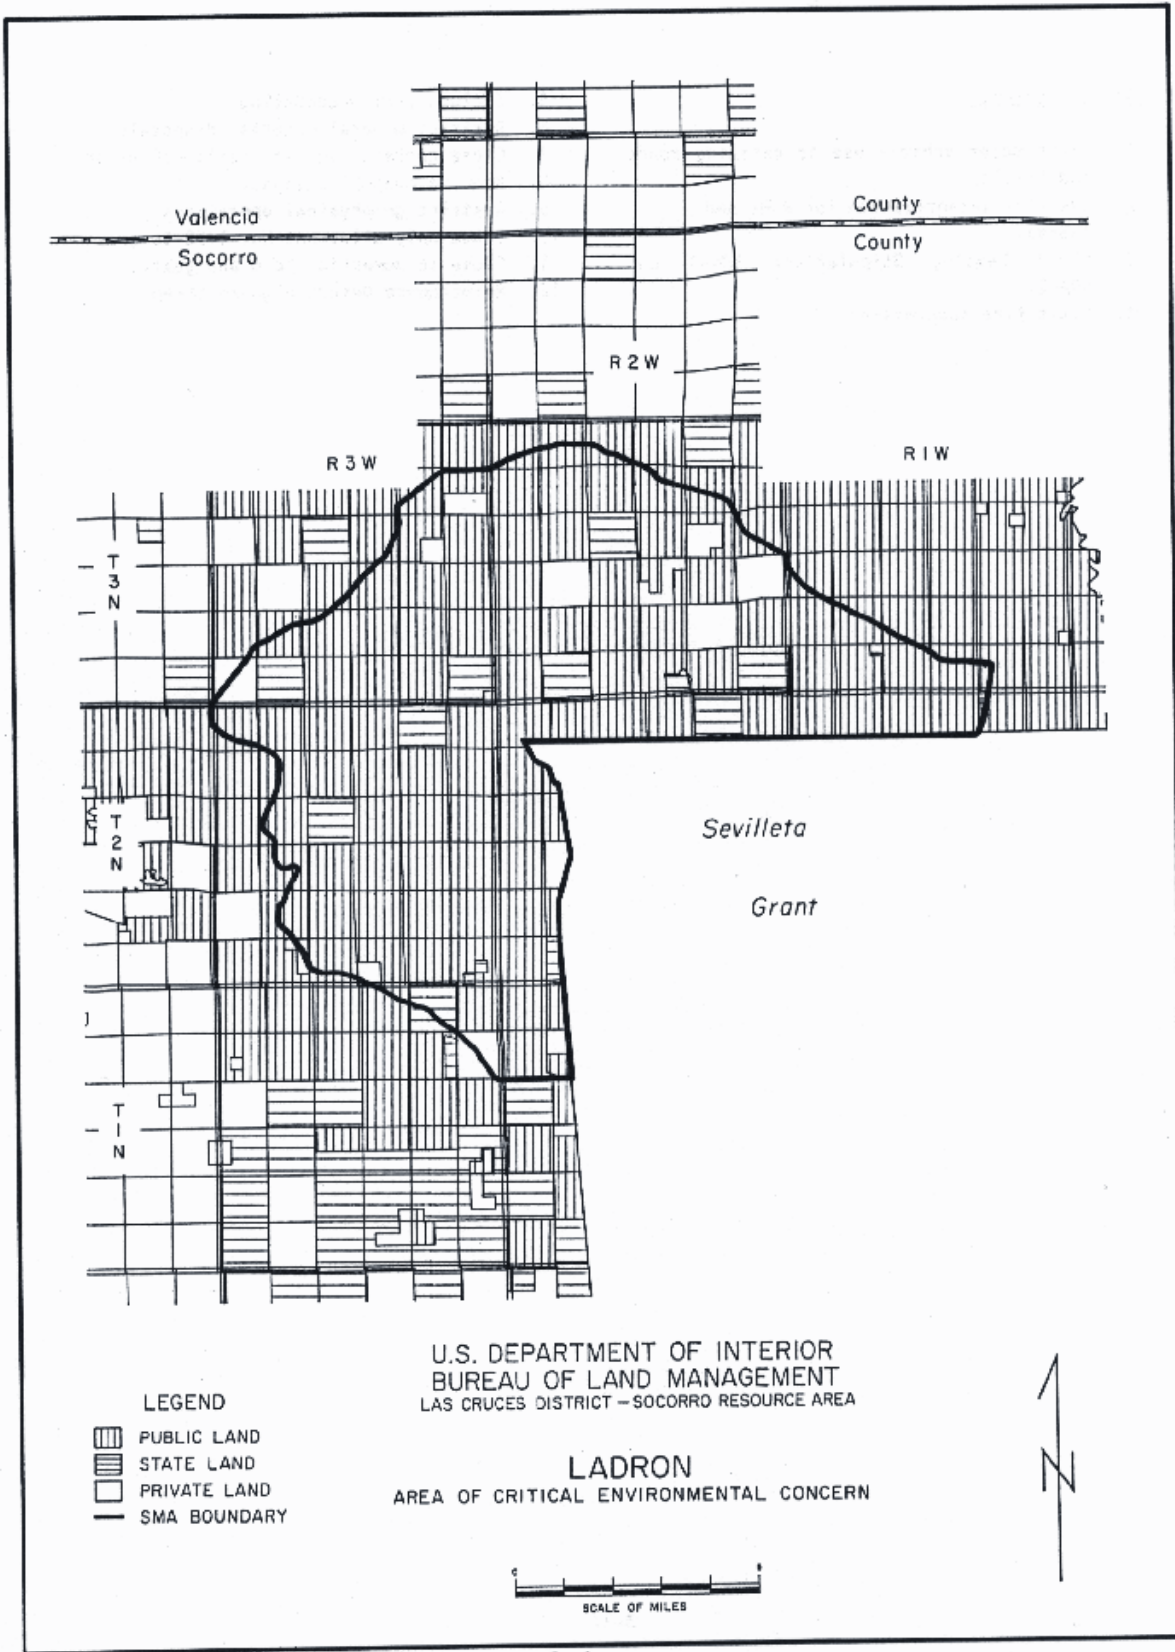 Valencia
County
Socorro
County
R 2 W
R 3 W
R 1 W
T
3
N
T
2
N
Sevilleta
Grant
T
1
N
U.S. DEPARTMENT OF INTERIOR
BUREAU OF LAND MANAGEMENT
LAS CRUCES DISTRICT – SOCORRO RESOURCE AREA
LEGEND
PUBLIC LAND
STATE LAND
PRIVATE LAND
SMA BOUNDARY
LADRON
AREA OF CRITICAL ENVIRONMENTAL CONCERN
N
SCALE OF MILES